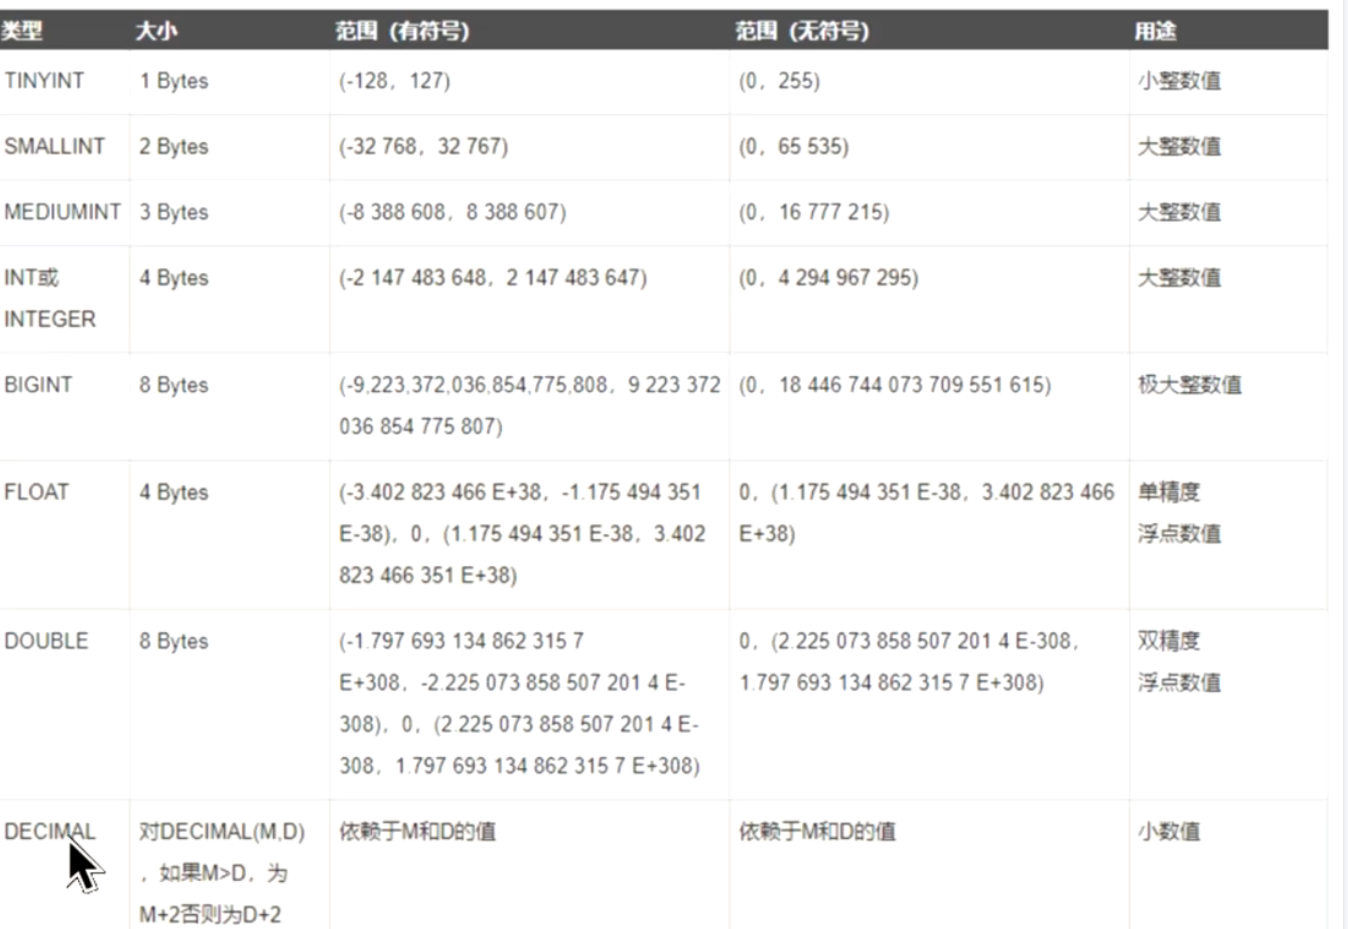 类型 大小 范围（有符号） 范围（无符号） 用途
TINYINT 1 Bytes (-128，127) (0，255) 小整数值
SMALLINT 2 Bytes (-32 768，32 767) (0，65 535) 大整数值
MEDIUMINT 3 Bytes (-8 388 608，8 388 607) (0，16 777 215) 大整数值
INT或 4 Bytes (-2 147 483 648，2 147 483 647) (0，4 294 967 295) 大整数值
INTEGER
BIGINT 8 Bytes (-9,223,372,036,854,775,808，9 223 372 (0，18 446 744 073 709 551 615) 极大整数值
036 854 775 807)
FLOAT 4 Bytes (-3.402 823 466 E+38，-1.175 494 351 0，(1.175 494 351 E-38，3.402 823 466 单精度
E-38)，0，(1.175 494 351 E-38，3.402 E+38) 浮点数值
823 466 351 E+38)
DOUBLE 8 Bytes (-1.797 693 134 862 315 7 0，(2.225 073 858 507 201 4 E-308， 双精度
E+308，-2.225 073 858 507 201 4 E- 1.797 693 134 862 315 7 E+308) 浮点数值
308)，0，(2.225 073 858 507 201 4 E-
308，1.797 693 134 862 315 7 E+308)
DECIMAL 对DECIMAL(M,D) 依赖于M和D的值 依赖于M和D的值 小数值
，如果M>D，为
M+2否则为D+2